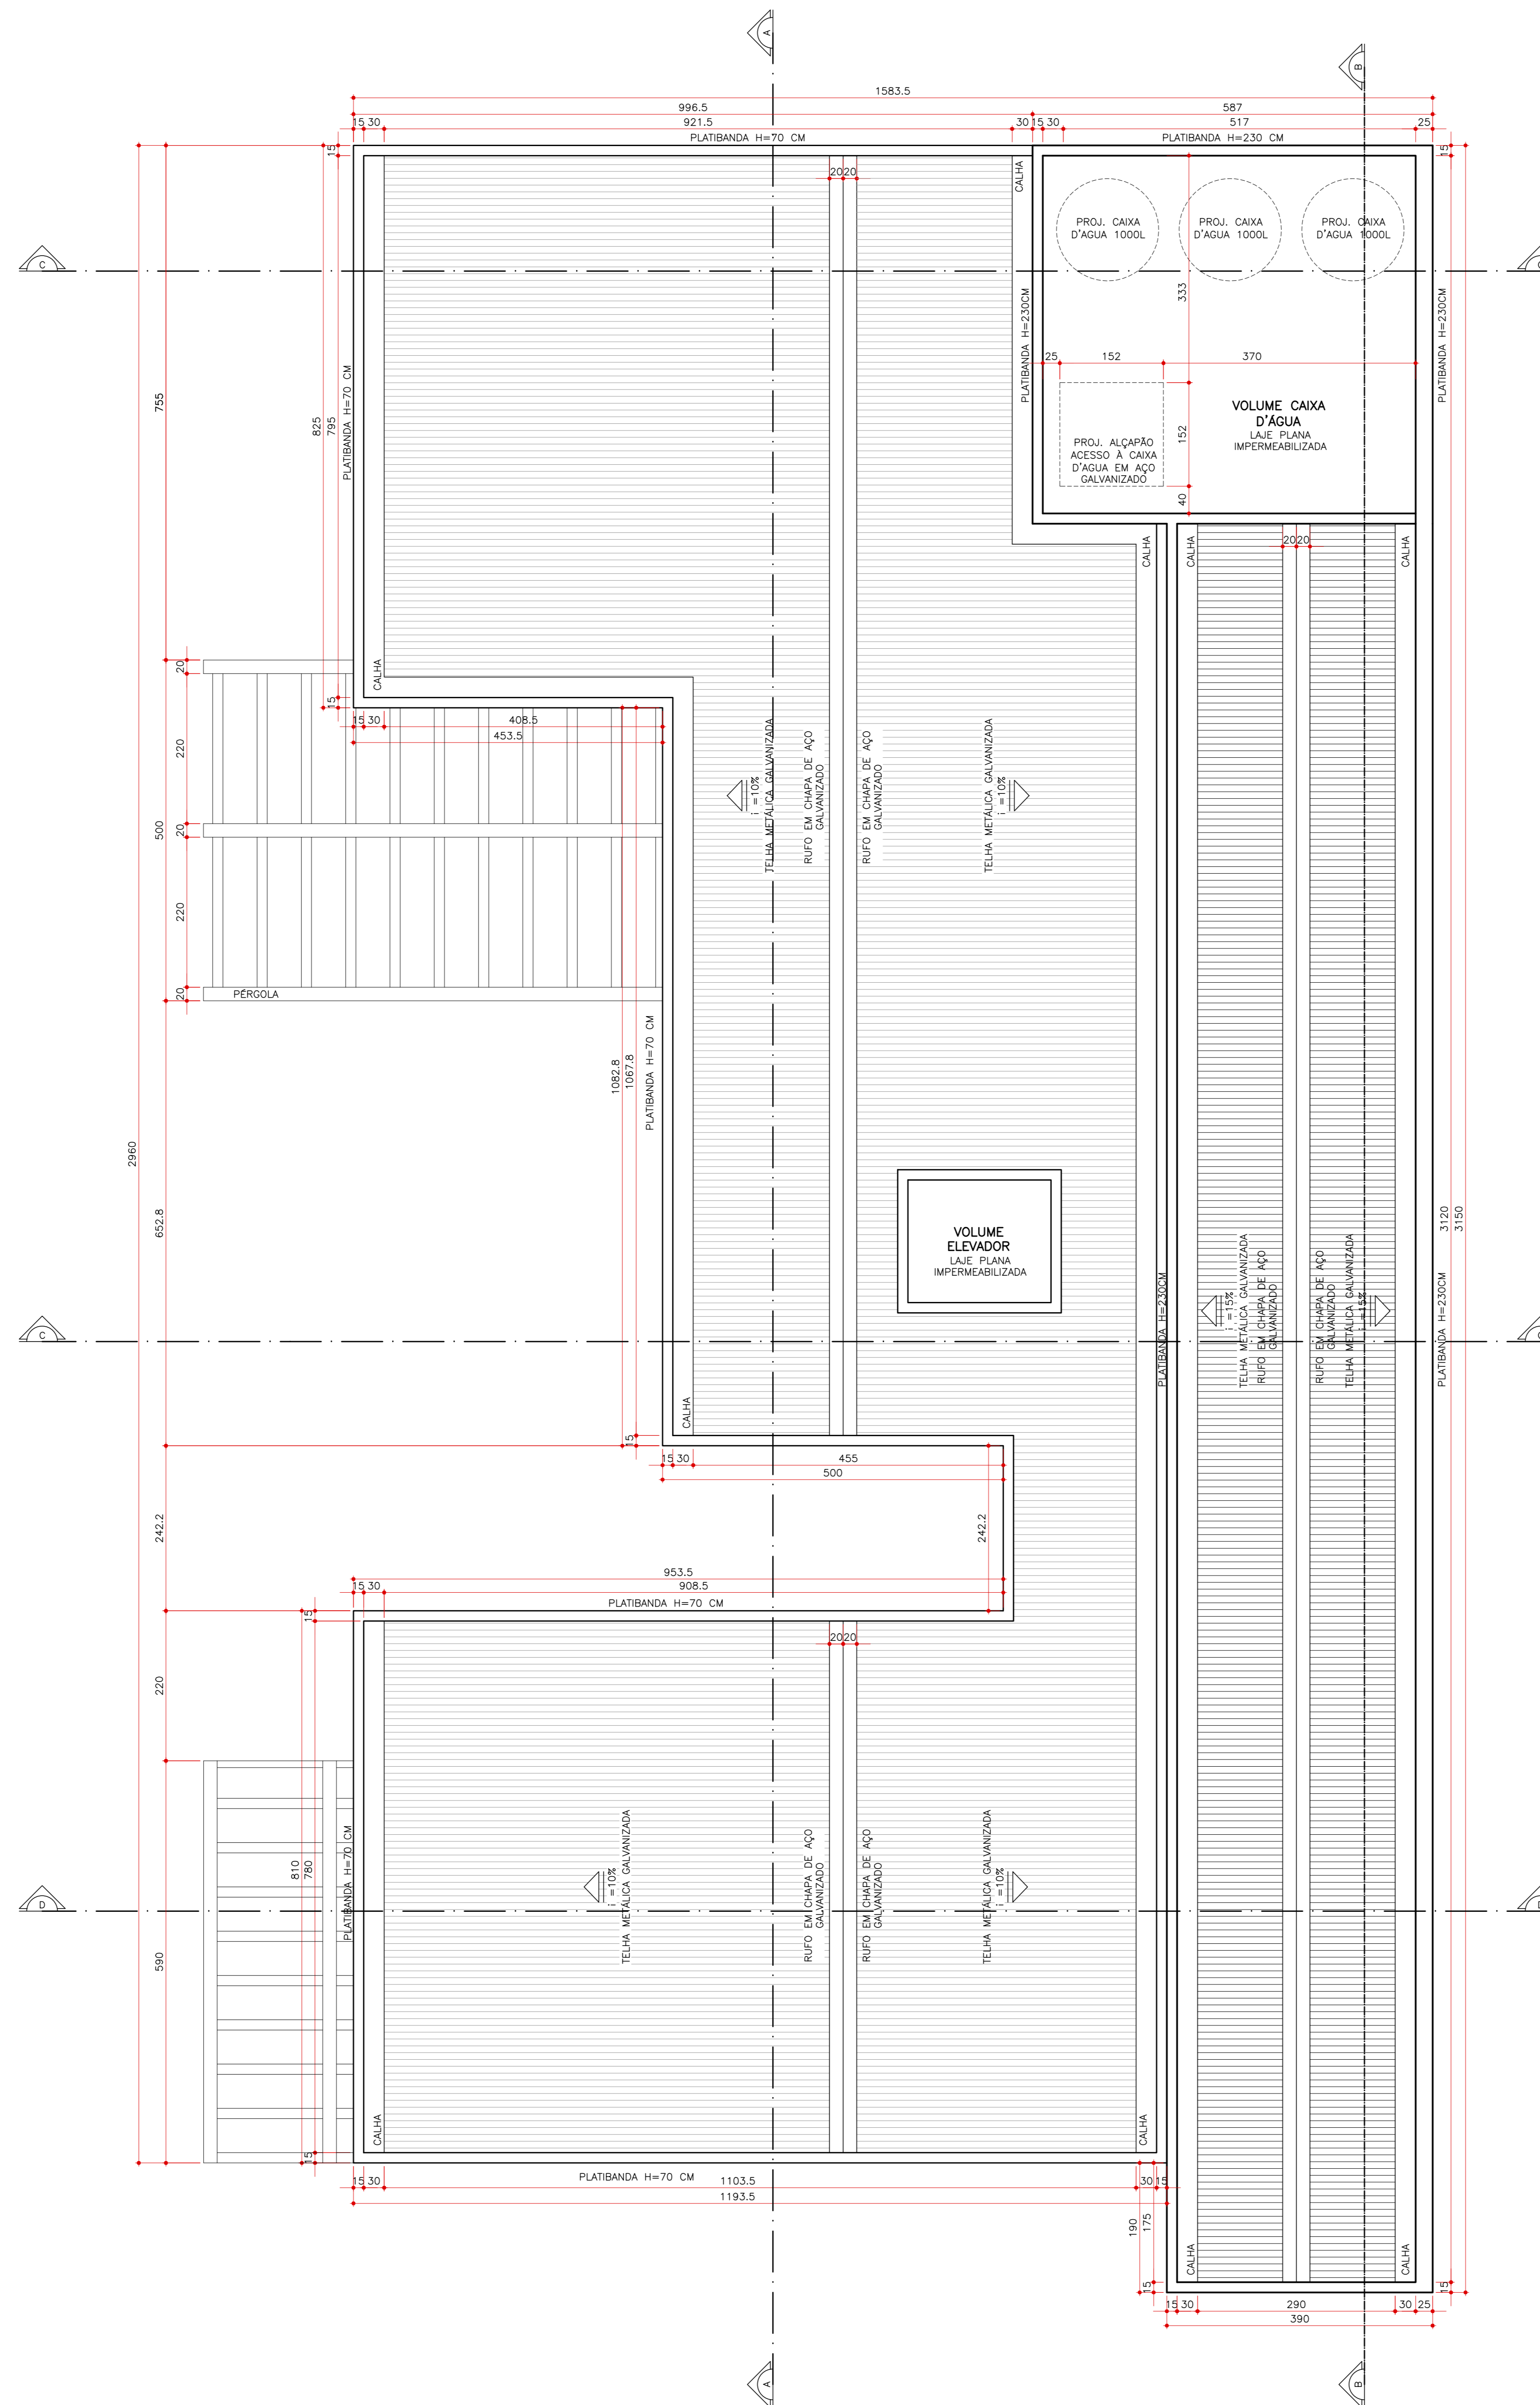 A
B
1583.5
996.5
587
15
30
921.5
30
15
30
517
25
PLATIBANDA H=70 CM
PLATIBANDA H=230 CM
15
15
CALHA
20
20
PROJ. CAIXA
D'AGUA 1000L
PROJ. CAIXA
D'AGUA 1000L
PROJ. CAIXA
D'AGUA 1000L
C
C
333
PLATIBANDA H=230CM
PLATIBANDA H=230CM
25
152
370
755
825
795
PLATIBANDA H=70 CM
VOLUME CAIXA
D'ÁGUA
LAJE PLANA
IMPERMEABILIZADA
152
PROJ. ALÇAPÃO
ACESSO À CAIXA
D'AGUA EM AÇO
GALVANIZADO
40
CALHA
CALHA
20
20
CALHA
20
CALHA
15
15
30
408.5
453.5
220
TELHA METÁLICA GALVANIZADA
i =10%
RUFO EM CHAPA DE AÇO
GALVANIZADO
RUFO EM CHAPA DE AÇO
GALVANIZADO
TELHA METÁLICA GALVANIZADA
i =10%
500
20
220
20
PÉRGOLA
1082.8
1067.8
PLATIBANDA H=70 CM
2960
652.8
VOLUME
ELEVADOR
LAJE PLANA
IMPERMEABILIZADA
3120
3150
PLATIBANDA H=230CM
i =15%
TELHA METÁLICA GALVANIZADA
RUFO EM CHAPA DE AÇO
GALVANIZADO
RUFO EM CHAPA DE AÇO
GALVANIZADO
TELHA METÁLICA GALVANIZADA
i =15%
PLATIBANDA H=230CM
C
C
CALHA
15
15
30
455
500
242.2
242.2
953.5
15
30
908.5
PLATIBANDA H=70 CM
15
20
20
220
810
780
PLATIBANDA H=70 CM
i =10%
TELHA METÁLICA GALVANIZADA
RUFO EM CHAPA DE AÇO
GALVANIZADO
RUFO EM CHAPA DE AÇO
GALVANIZADO
TELHA METÁLICA GALVANIZADA
i =10%
D
D
590
CALHA
CALHA
15
PLATIBANDA H=70 CM
15
30
1103.5
30
15
1193.5
190
175
15
CALHA
CALHA
15
15
30
290
30
25
390
A
B